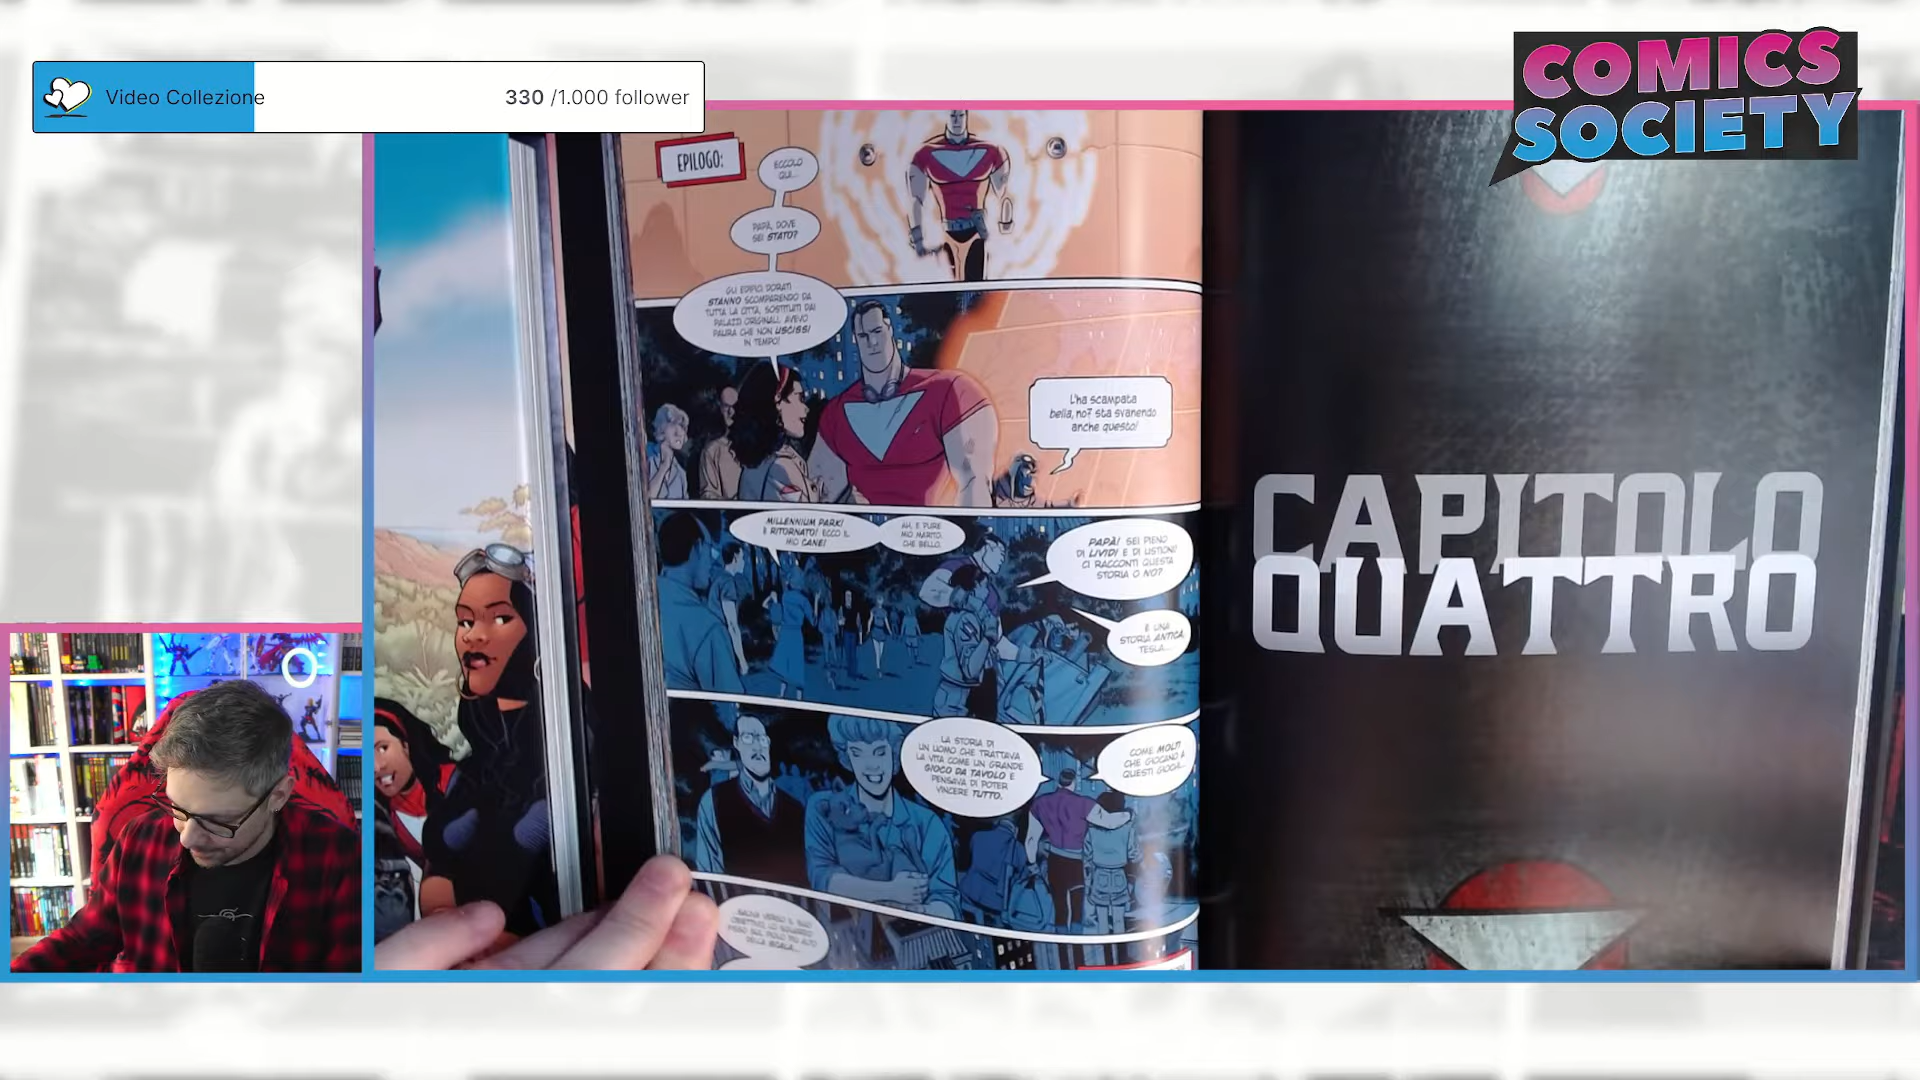 COMICS
SOCIETY
Video Collezione
330 /1.000 follower
EPILOGO:
ECCOLO
QUI...
PAPÀ, DOVE
SEI STATO?
GLI EDIFICI DORATI
STANNO SCOMPARENDO DA
TUTTA LA CITTÀ, SOSTITUITI DAI
PALAZZI ORIGINALI. AVEVO
PAURA CHE NON USCISSI
IN TEMPO!
L'ha scampata
bella, no? sta svanendo
anche questo!
MILLENNIUM PARK!
È RITORNATO! ECCO IL
MIO CANE!
AH, E PURE
MIO MARITO.
CHE BELLO.
PAPÀ! SEI PIENO
DI LIVIDI E DI USTIONI!
CI RACCONTI QUESTA
STORIA O NO?
È UNA
STORIA ANTICA,
TESLA...
LA STORIA DI
UN UOMO CHE TRATTAVA
LA VITA COME UN GRANDE
GIOCO DA TAVOLO E
PENSAVA DI POTER
VINCERE TUTTO.
COME MOLTI
CHE GIOCANO A
QUESTI GIOCHI...
DELLA SCALA...
CAPITOLO
QUATTRO